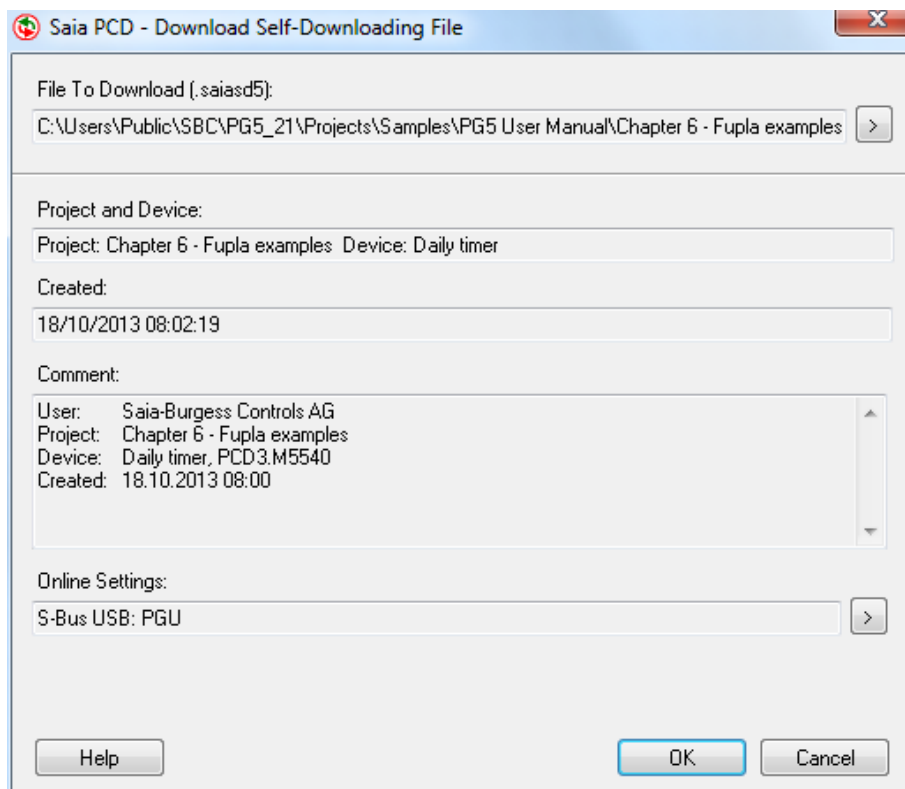 Saia PCD - Download Self-Downloading File
x
File To Download (.saiasd5):
C:\Users\Public\SBC\PG5_21\Projects\Samples\PG5 User Manual\Chapter 6 - Fupla examples
>
Project and Device:
Project: Chapter 6 - Fupla examples  Device: Daily timer
Created:
18/10/2013 08:02:19
Comment:
User: Saia-Burgess Controls AG
Project: Chapter 6 - Fupla examples
Device: Daily timer, PCD3.M5540
Created: 18.10.2013 08:00
Online Settings:
S-Bus USB: PGU
>
Help
OK
Cancel